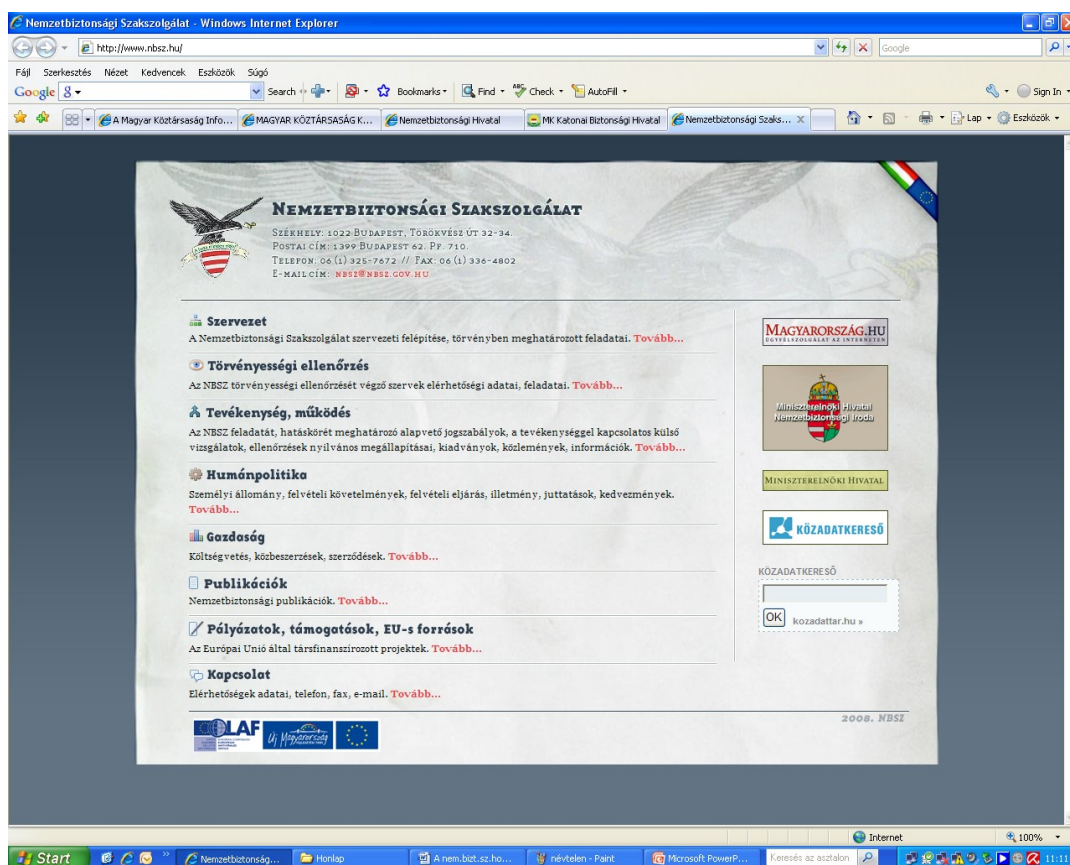 Nemzetbiztonsági Szakszolgálat - Windows Internet Explorer
http://www.nbsz.hu/
Google
Fájl Szerkesztés Nézet Kedvencek Eszközök Súgó
Google Search Bookmarks Find Check AutoFill Sign In
A Magyar Köztársaság Info... MAGYAR KÖZTÁRSASÁG K... Nemzetbiztonsági Hivatal MK Katonai Biztonsági Hivatal Nemzetbiztonsági Szaks... Lap Eszközök
NEMZETBIZTONSÁGI SZAKSZOLGÁLAT
SZÉKHELY: 1022 BUDAPEST, TÖRÖKVÉSZ ÚT 32-34.
POSTAI CÍM: 1399 BUDAPEST 62. PF. 710.
TELEFON: 06 (1) 325-7672 // FAX: 06 (1) 336-4802
E-MAIL CÍM: NBSZ@NBSZ.GOV.HU
Szervezet
A Nemzetbiztonsági Szakszolgálat szervezeti felépítése, törvényben meghatározott feladatai. Tovább...
Törvényességi ellenőrzés
Az NBSZ törvényességi ellenőrzését végző szervek elérhetőségi adatai, feladatai. Tovább...
Tevékenység, működés
Az NBSZ feladatát, hatáskörét meghatározó alapvető jogszabályok, a tevékenységgel kapcsolatos külső
vizsgálatok, ellenőrzések nyilvános megállapításai, kiadványok, közlemények, információk. Tovább...
Humánpolitika
Személyi állomány, felvételi követelmények, felvételi eljárás, illetmény, juttatások, kedvezmények.
Tovább...
Gazdaság
Költségvetés, közbeszerzések, szerződések. Tovább...
Publikációk
Nemzetbiztonsági publikációk. Tovább...
Pályázatok, támogatások, EU-s források
Az Európai Unió által társfinanszírozott projektek. Tovább...
Kapcsolat
Elérhetőségek adatai, telefon, fax, e-mail. Tovább...
MAGYARORSZÁG.HU
ÜGYFÉLSZOLGÁLAT AZ INTERNETEN
Miniszterelnöki Hivatal
Nemzetbiztonsági Iroda
MINISZTERELNÖKI HIVATAL
KÖZADATKERESŐ
KÖZADATKERESŐ
OK kozadattar.hu »
2008. NBSZ
OLAF
Új Magyarország
Internet 100%
Start Nemzetbiztonság... Honlap A nem.bizt.sz.ho... névtelen - Paint Microsoft PowerP... Keresés az asztalon 11:11